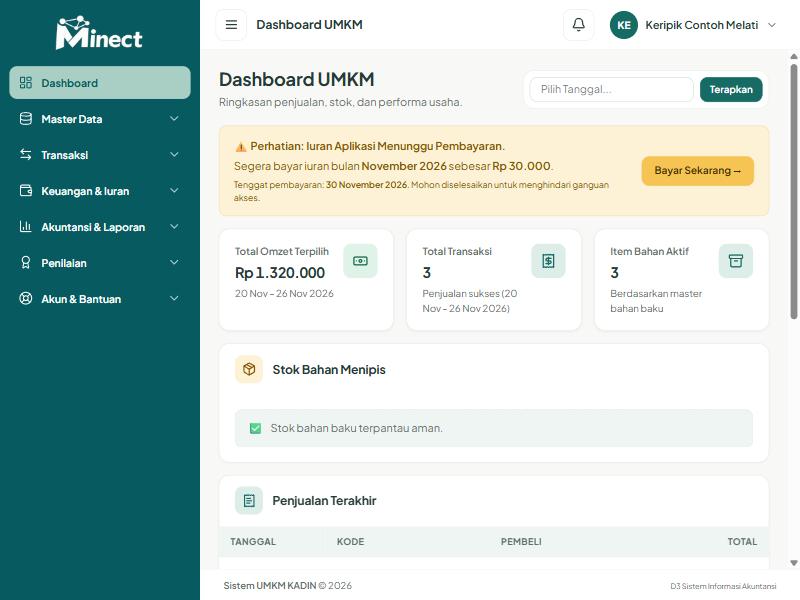 Minect
Dashboard UMKM
KE
Keripik Contoh Melati
Dashboard
Master Data
Transaksi
Keuangan & Iuran
Akuntansi & Laporan
Penilaian
Akun & Bantuan
Dashboard UMKM
Ringkasan penjualan, stok, dan performa usaha.
Pilih Tanggal...
Terapkan
Perhatian: Iuran Aplikasi Menunggu Pembayaran.
Segera bayar iuran bulan November 2026 sebesar Rp 30.000.
Tenggat pembayaran: 30 November 2026. Mohon diselesaikan untuk menghindari gangguan
akses.
Bayar Sekarang →
Total Omzet Terpilih
Rp 1.320.000
20 Nov – 26 Nov 2026
Total Transaksi
3
Penjualan sukses (20
Nov – 26 Nov 2026)
Item Bahan Aktif
3
Berdasarkan master
bahan baku
Stok Bahan Menipis
Stok bahan baku terpantau aman.
Penjualan Terakhir
TANGGAL KODE PEMBELI TOTAL
Sistem UMKM KADIN © 2026
D3 Sistem Informasi Akuntansi